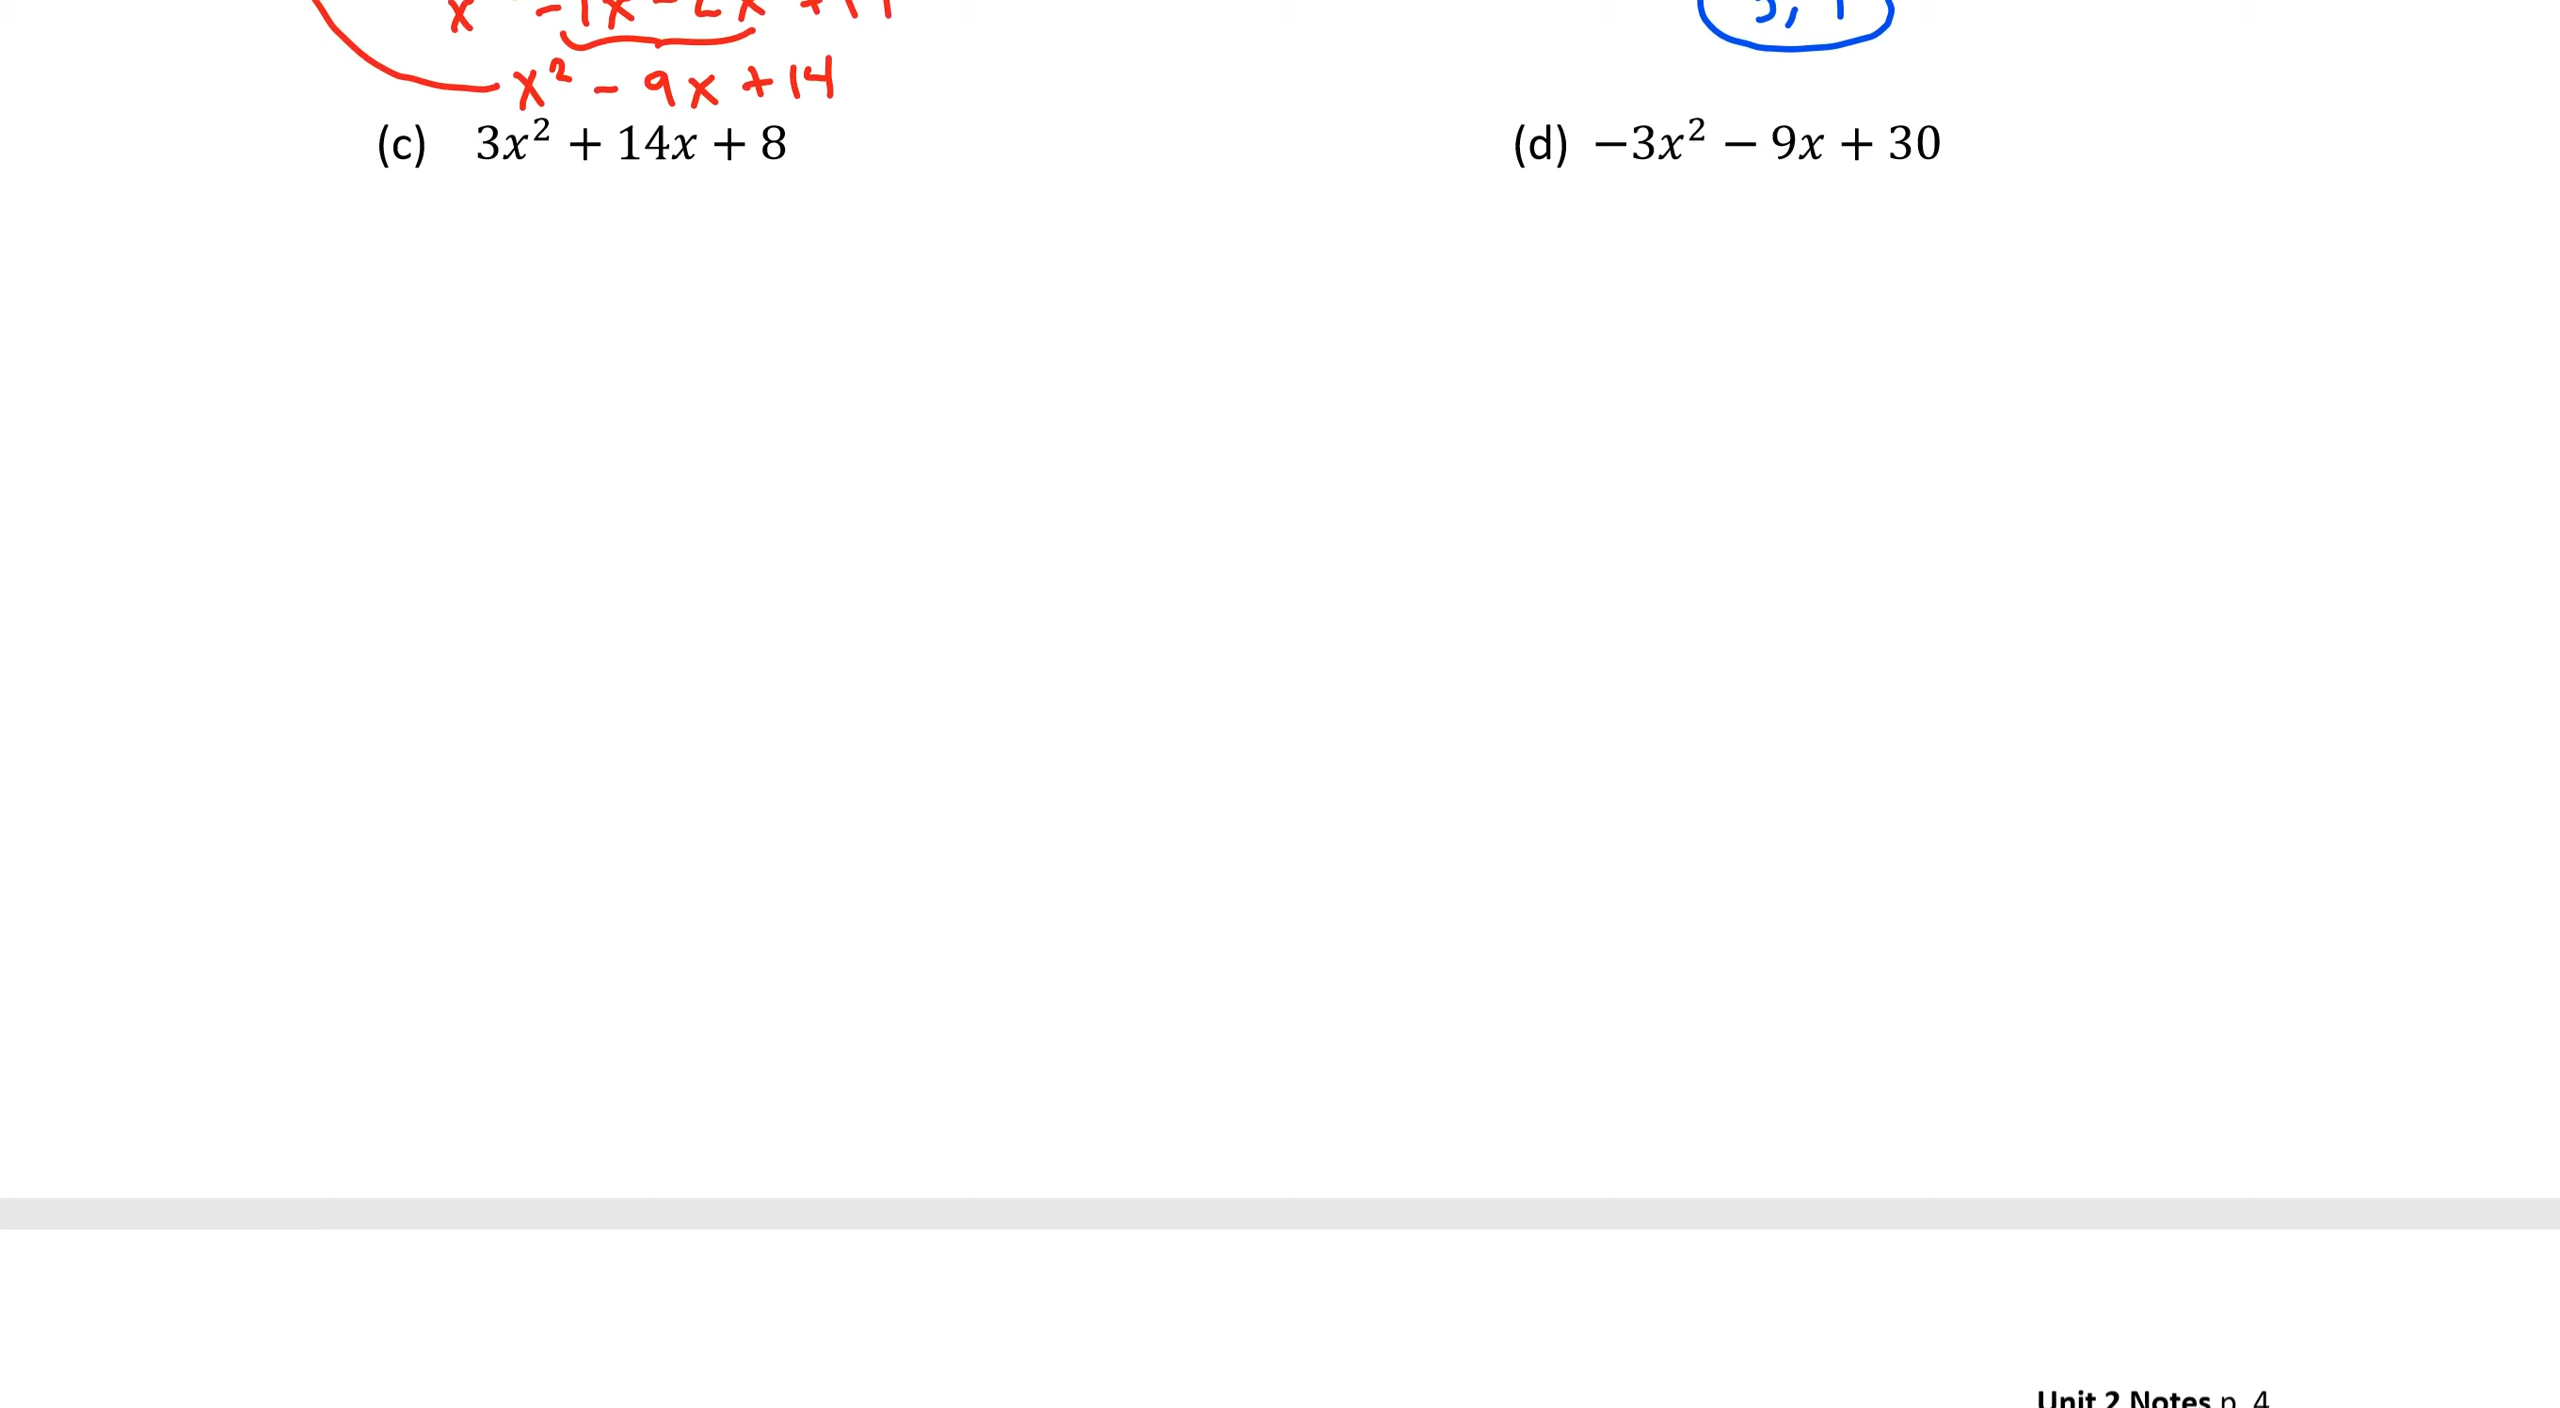 x² - 9x + 14
(c) 3x² + 14x + 8
(d) −3x² − 9x + 30
Unit 2 Notes p. 4